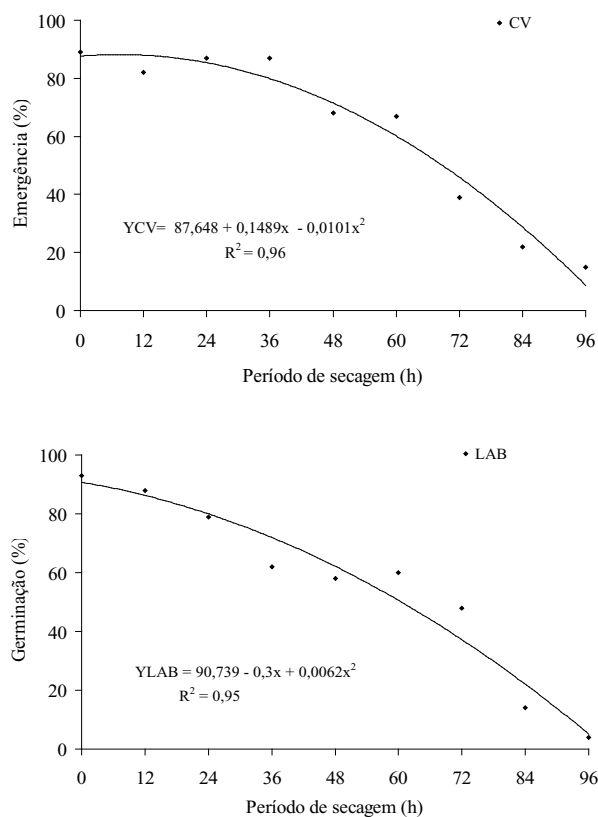 CV
100
80
60
40
20
0
Emergência (%)
YCV= 87,648 + 0,1489x - 0,0101x²
R² = 0,96
0 12 24 36 48 60 72 84 96
Período de secagem (h)
LAB
100
80
60
40
20
0
Germinação (%)
YLAB = 90,739 - 0,3x + 0,0062x²
R² = 0,95
0 12 24 36 48 60 72 84 96
Período de secagem (h)